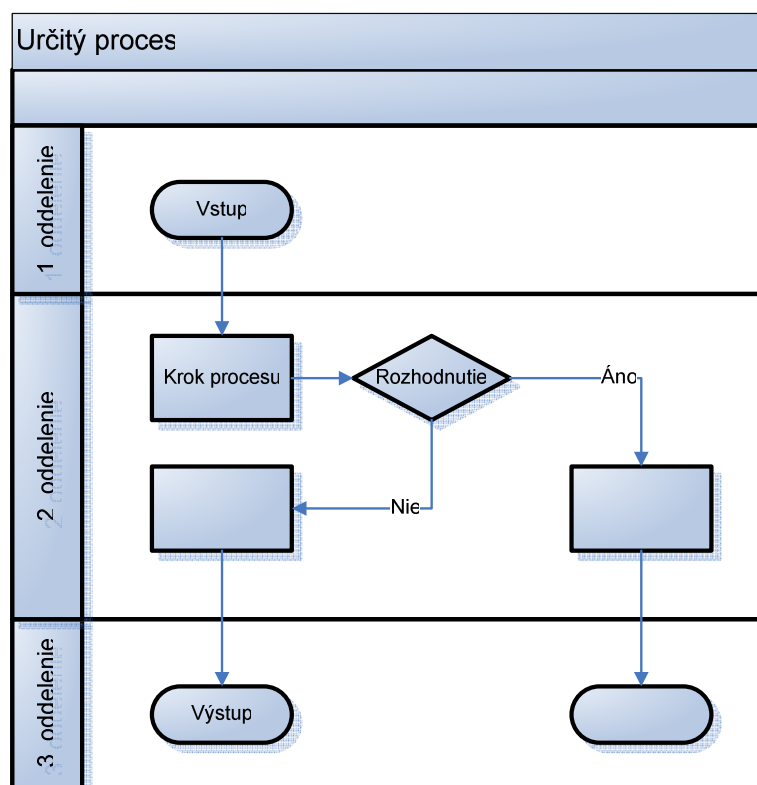 Určitý proces
1 oddelenie
Vstup
2 oddelenie
Krok procesu
Rozhodnutie
Áno
Nie
3 oddelenie
Výstup